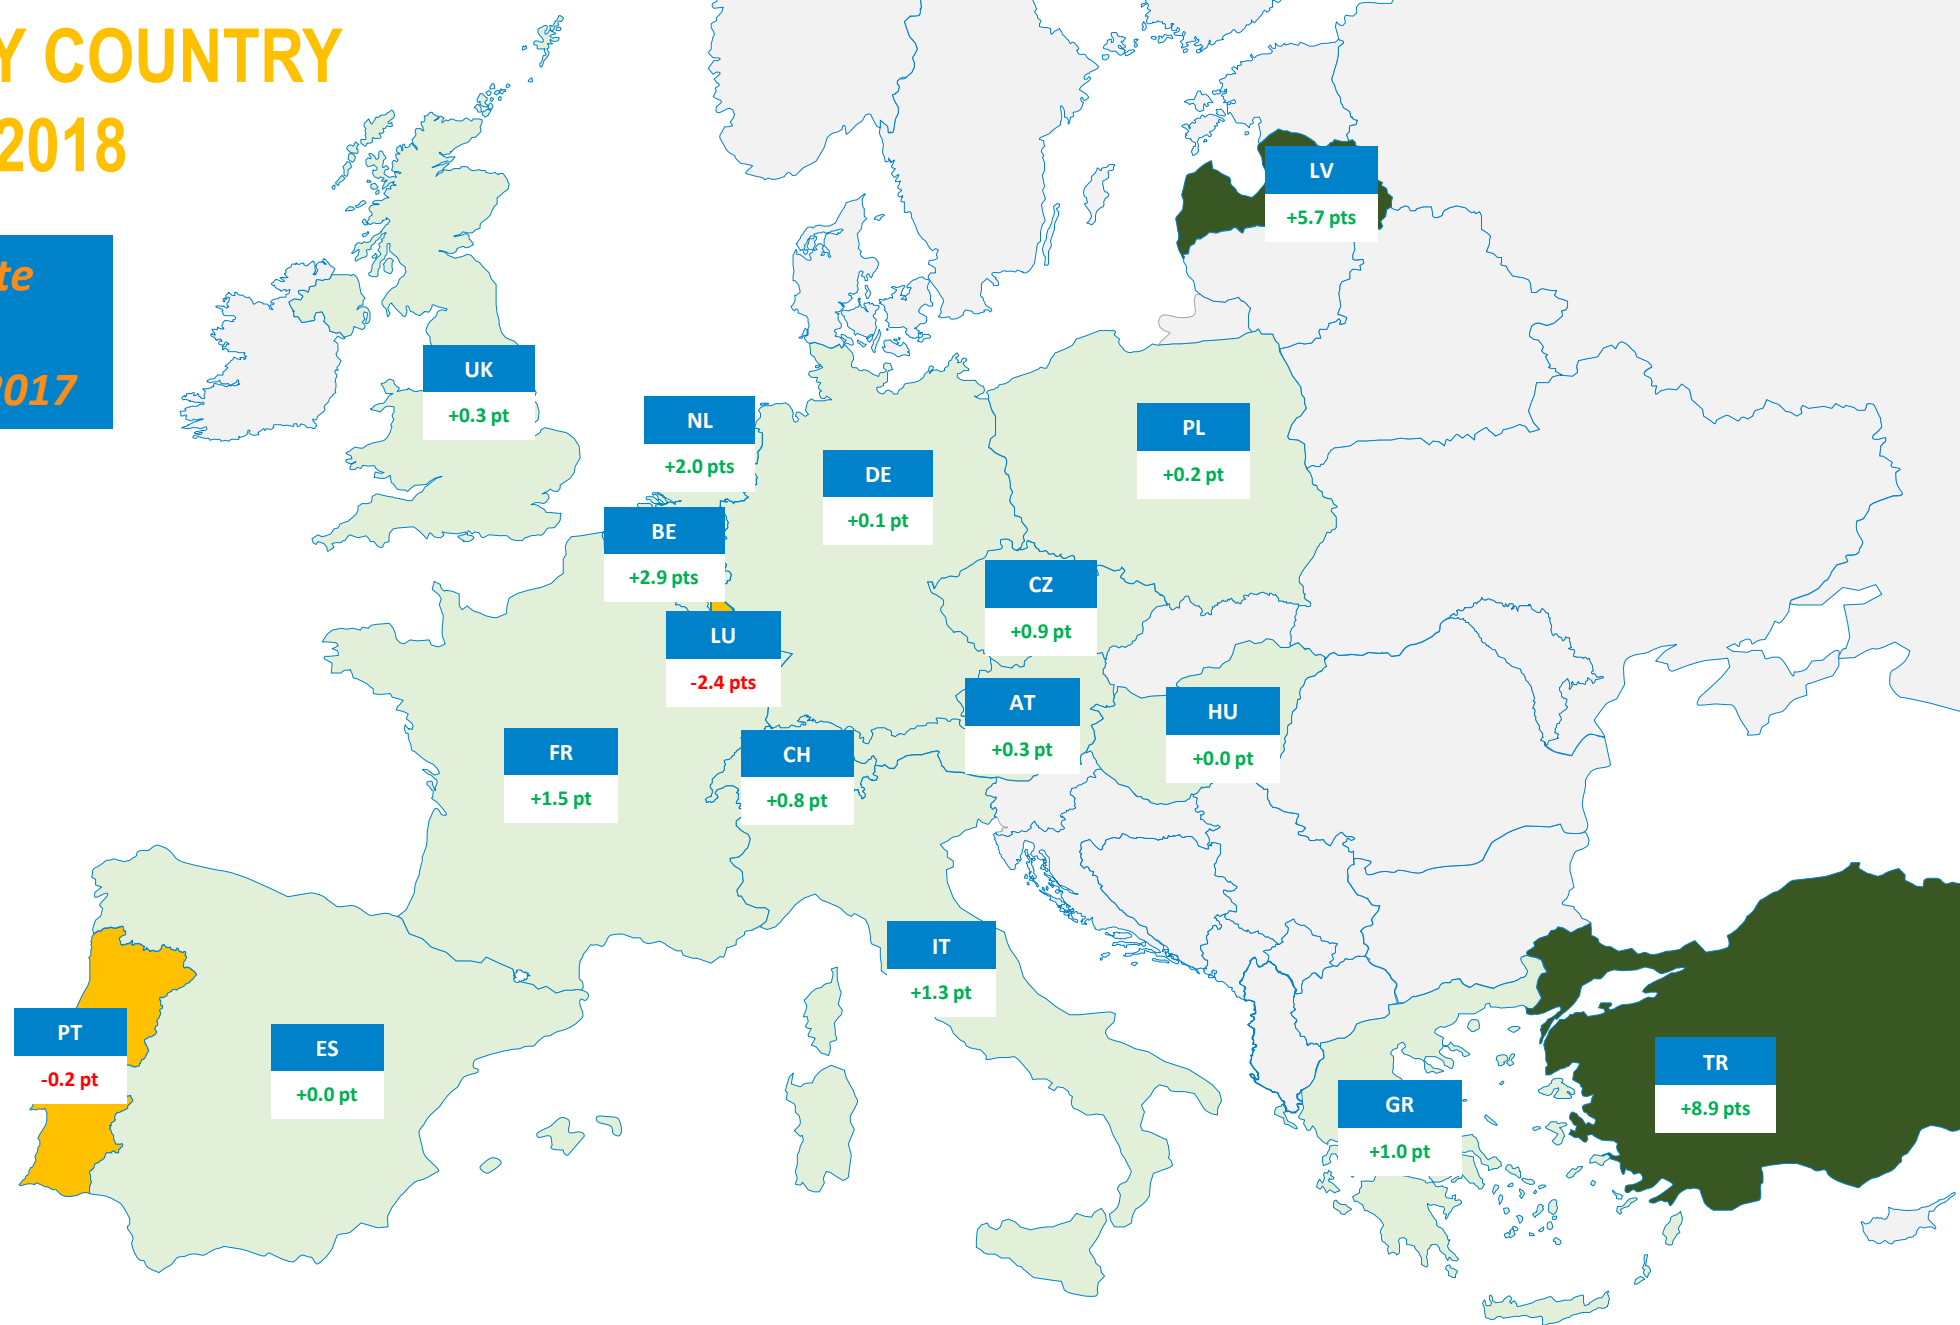 Y COUNTRY
2018
te
2017
LV
+5.7 pts
UK
+0.3 pt
NL
+2.0 pts
PL
+0.2 pt
DE
+0.1 pt
BE
+2.9 pts
CZ
+0.9 pt
LU
-2.4 pts
AT
+0.3 pt
HU
+0.0 pt
FR
+1.5 pt
CH
+0.8 pt
IT
+1.3 pt
PT
-0.2 pt
ES
+0.0 pt
TR
+8.9 pts
GR
+1.0 pt